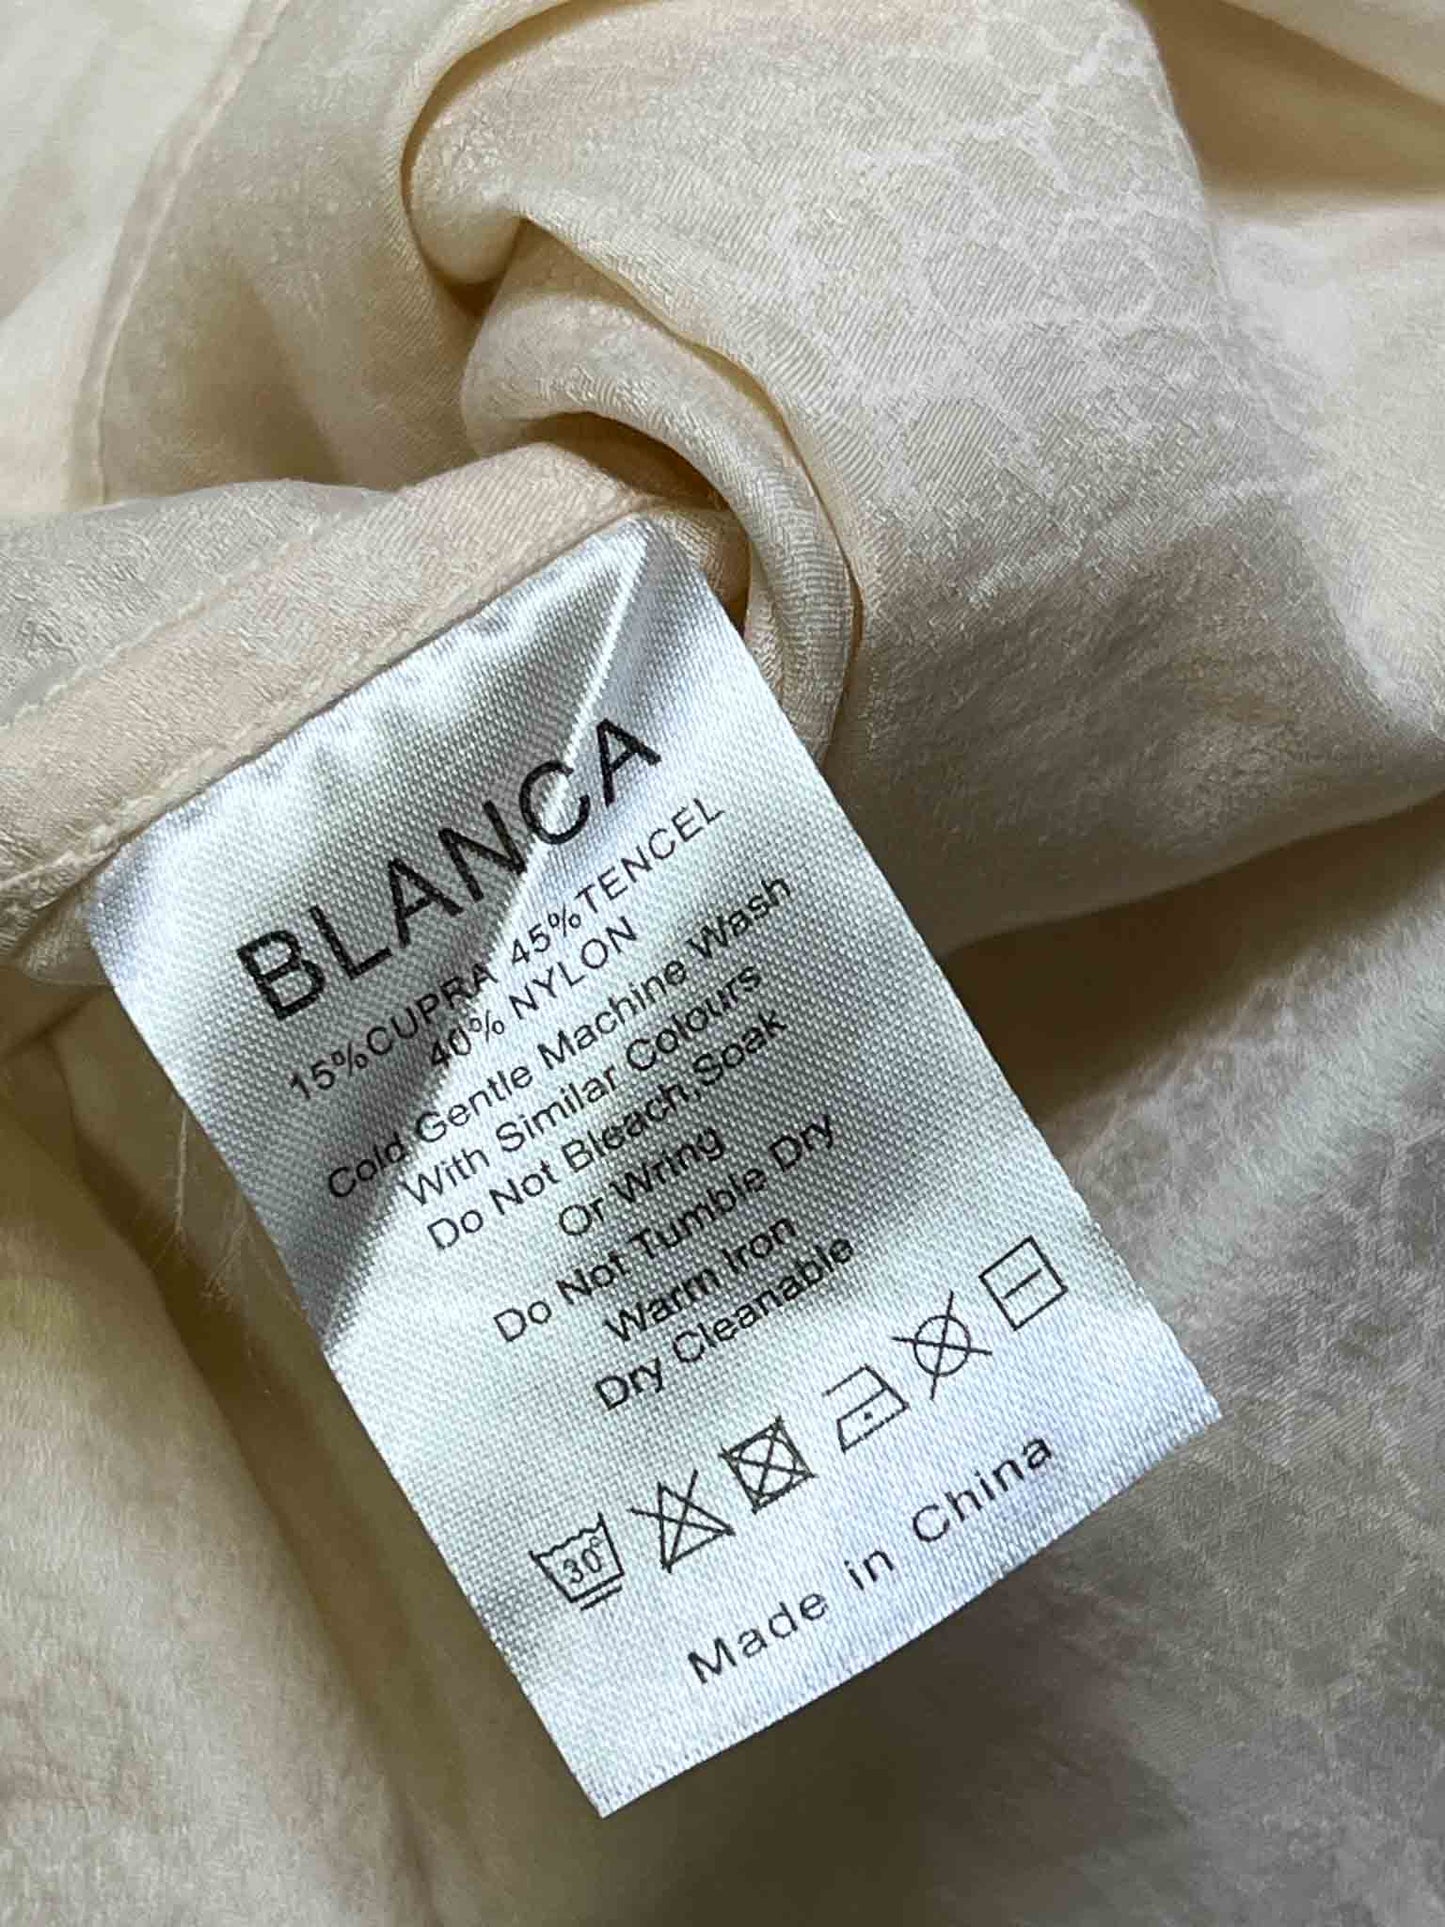 BLANCA
15%CUPRA 45%TENCEL
40% NYLON
Cold Gentle Machine Wash
With Similar Colours
Do Not Bleach,Soak
Or Wring
Do Not Tumble Dry
Warm Iron
Dry Cleanable
30°
Made in China